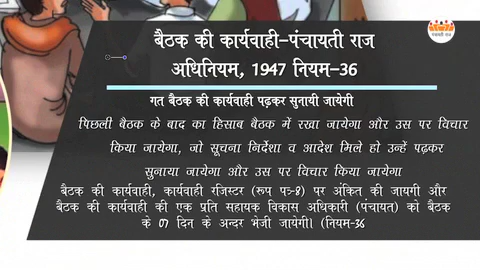 बैठक की कार्यवाही-पंचायती राज
अधिनियम, 1947 नियम-36
गत बैठक की कार्यवाही पढ़कर सुनायी जायेगी
पिछली बैठक के बाद का हिसाब बैठक में रखा जायेगा और उस पर विचार
किया जायेगा, जो सूचना निर्देशा व आदेश मिले हो उन्हें पढ़कर
सुनाया जायेगा और उस पर विचार किया जायेगा
बैठक की कार्यवाही, कार्यवाही रजिस्टर (रूप पऽ-8) पर अंकित की जायगी और
बैठक की कार्यवाही की एक प्रति सहायक विकास अधिकारी (पंचायत) को बैठक
के 07 दिन के अन्दर भेजी जायेगी। (नियम-36